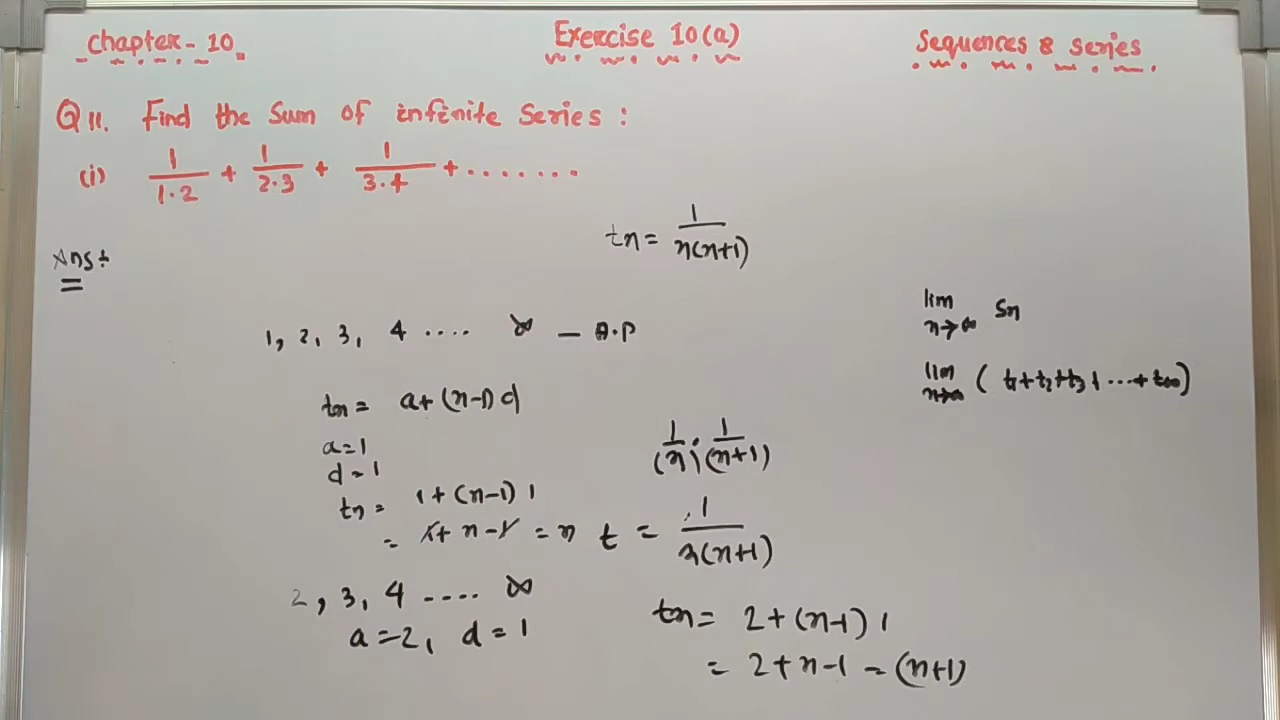 Chapter-10 Exercise 10(a) Sequences & series
Q11. Find the Sum of infinite series :
(i) 1/1·2 + 1/2·3 + 1/3·4 + .......
tn = 1/n(n+1)
Ans :
lim n→∞ Sn
1, 2, 3, 4 .... ∞ — A.P
lim n→∞ (t1+t2+t3+...+t∞)
tn = a+(n-1)d
a=1
(1/n)·1/(n+1)
d=1
tn = 1+(n-1)1
= 1+n-1 = n
t = 1/n(n+1)
2, 3, 4 .... ∞
a=2, d=1
tn = 2+(n-1)1
= 2+n-1 = (n+1)